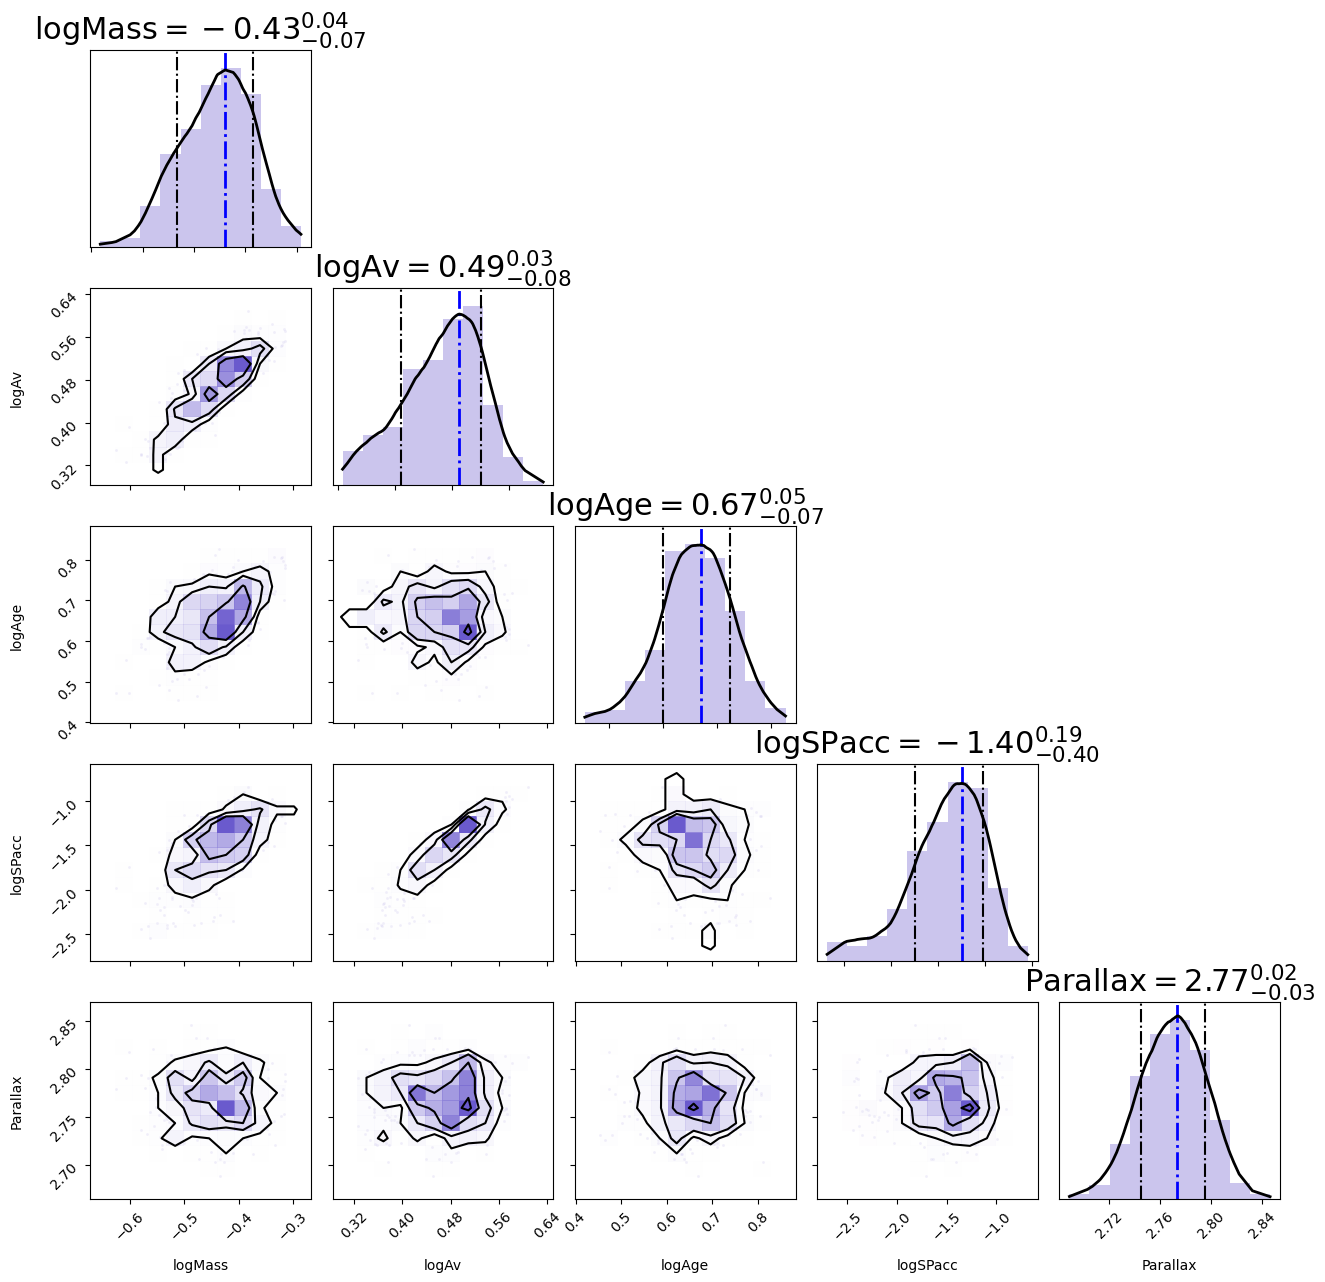 logMass = −0.43 0.04 −0.07
logAv = 0.49 0.03 −0.08
0.64
0.56
0.48
0.40
0.32
logAv
logAge = 0.67 0.05 −0.07
0.8
0.7
0.6
0.5
0.4
logAge
logSPacc = −1.40 0.19 −0.40
−1.0
−1.5
−2.0
−2.5
logSPacc
Parallax = 2.77 0.02 −0.03
2.85
2.80
2.75
2.70
Parallax
−0.6 −0.5 −0.4 −0.3
0.32 0.40 0.48 0.56 0.64
0.4 0.5 0.6 0.7 0.8
−2.5 −2.0 −1.5 −1.0
2.72 2.76 2.80 2.84
logMass logAv logAge logSPacc Parallax